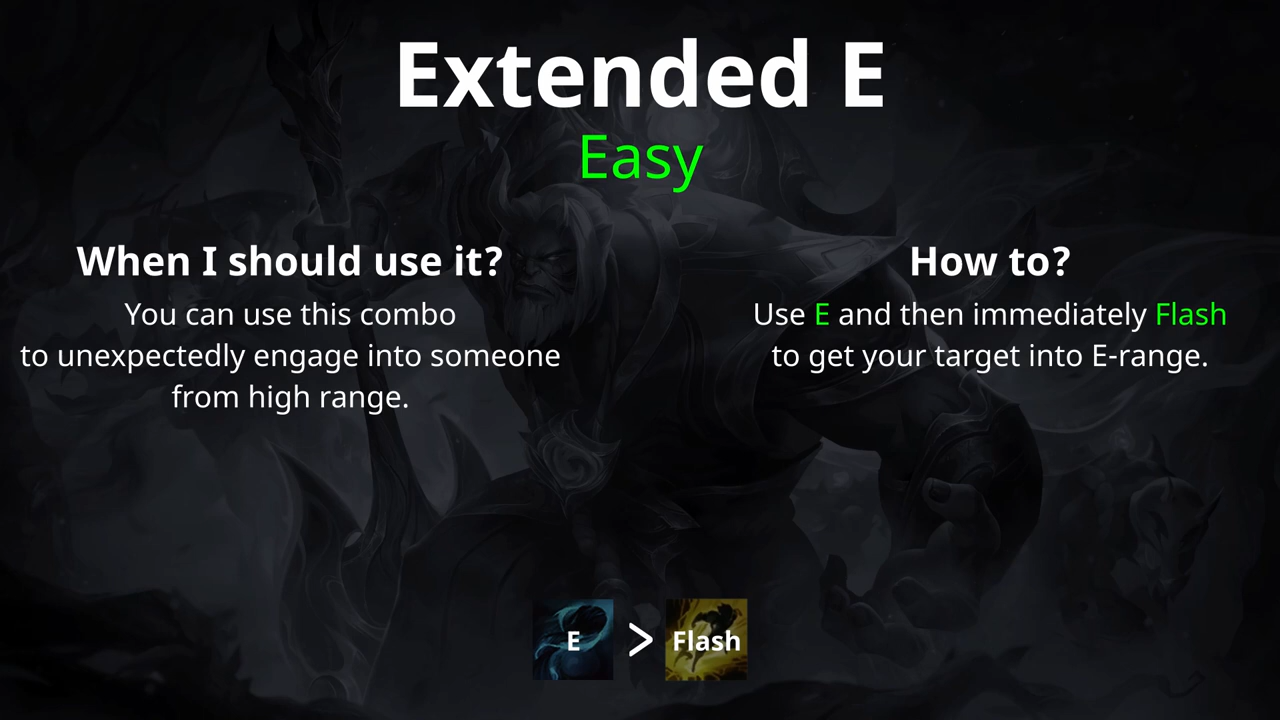 Extended E
Easy
When I should use it?
You can use this combo
to unexpectedly engage into someone
from high range.
How to?
Use E and then immediately Flash
to get your target into E-range.
E > Flash